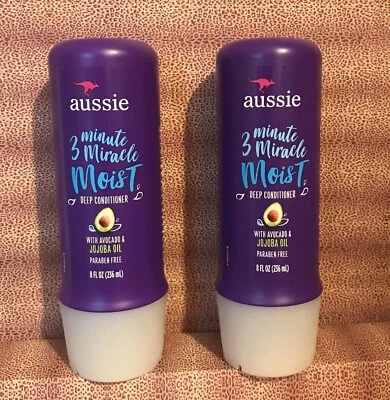 aussie
3 minute
Miracle
Moist
DEEP CONDITIONER
WITH AVOCADO &
JOJOBA OIL
PARABEN FREE
8 FL OZ (236 mL)
aussie
3 minute
Miracle
Moist
DEEP CONDITIONER
WITH AVOCADO &
JOJOBA OIL
PARABEN FREE
8 FL OZ (236 mL)